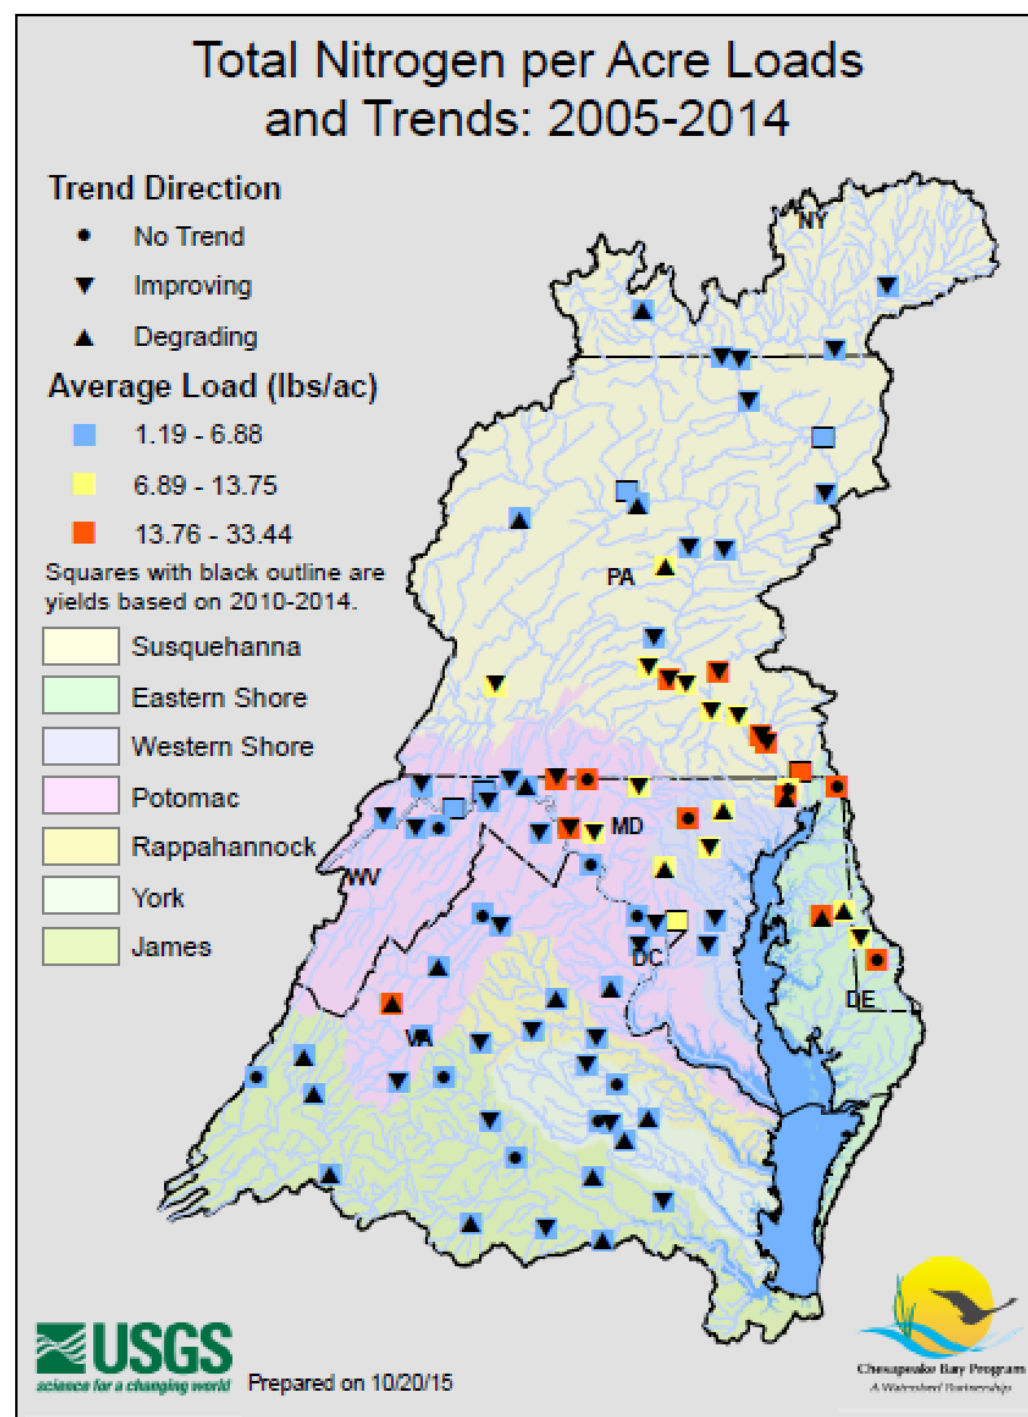 Total Nitrogen per Acre Loads
and Trends: 2005-2014
Trend Direction
No Trend
Improving
Degrading
Average Load (lbs/ac)
1.19 - 6.88
6.89 - 13.75
13.76 - 33.44
Squares with black outline are
yields based on 2010-2014.
Susquehanna
Eastern Shore
Western Shore
Potomac
Rappahannock
York
James
NY
PA
MD
WV
DC
DE
VA
USGS
science for a changing world
Prepared on 10/20/15
Chesapeake Bay Program
A Watershed Partnership